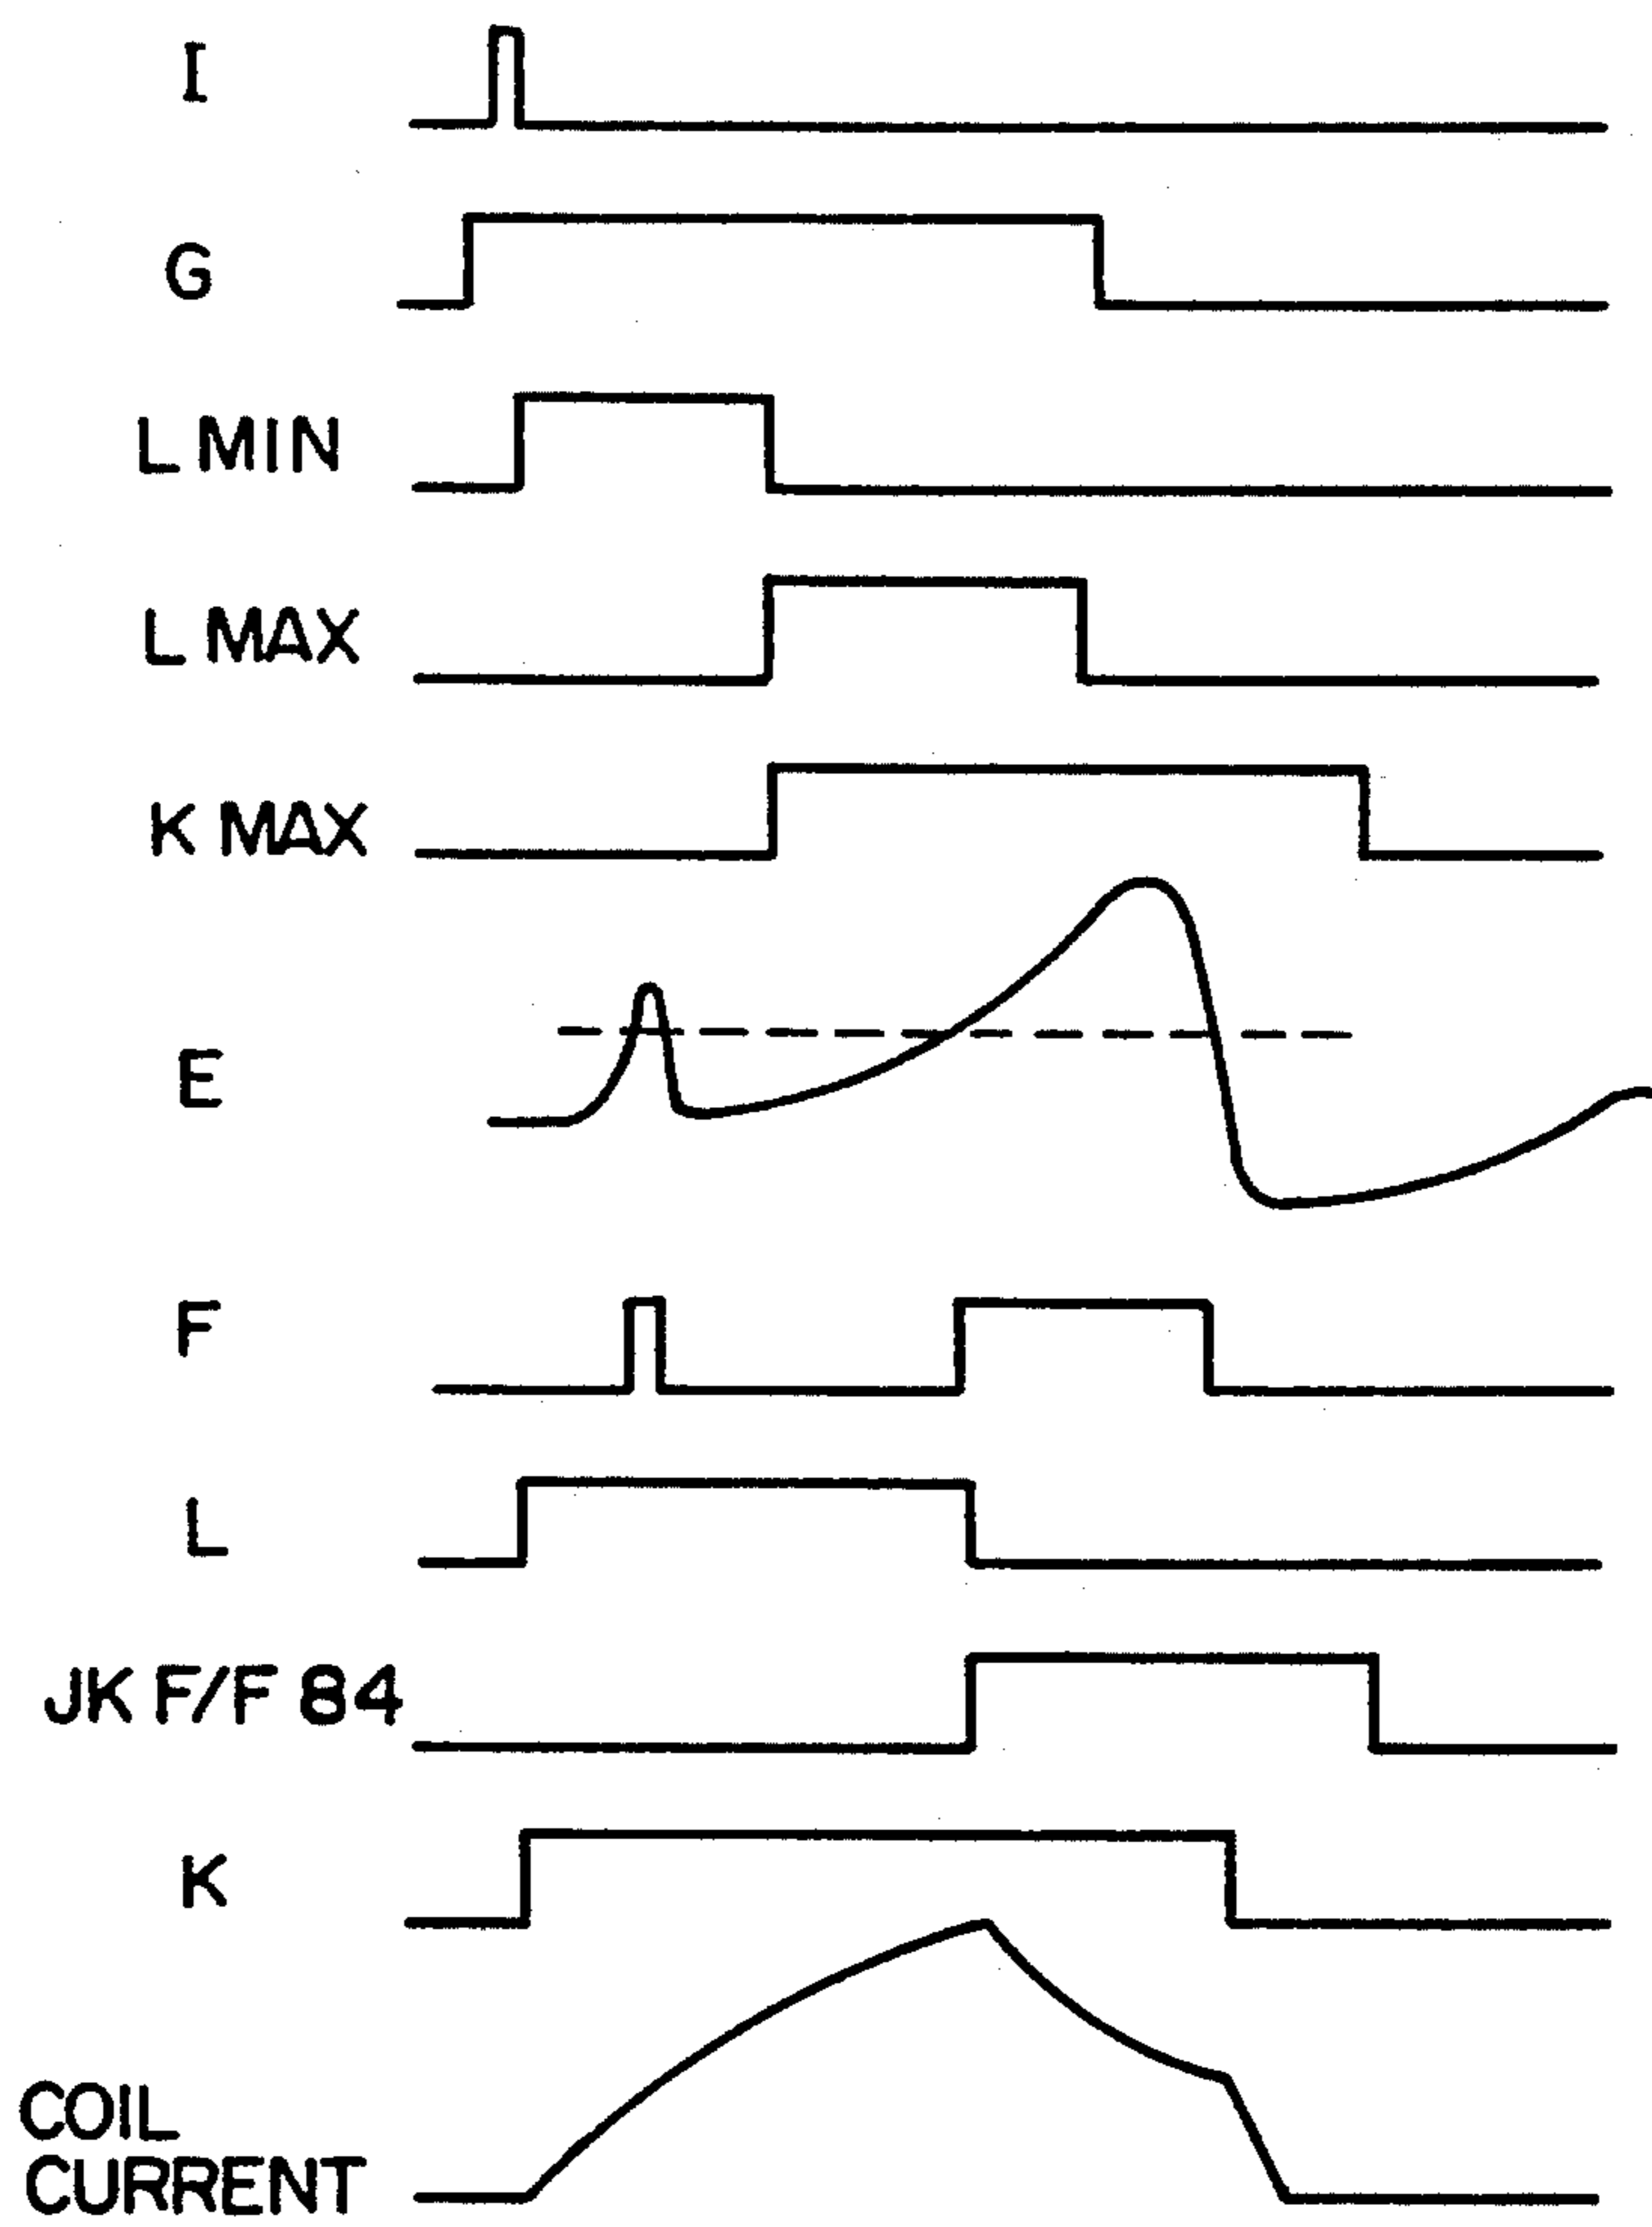 I
G
L MIN
L MAX
K MAX
E
F
L
JK F/F 84
K
COIL
CURRENT